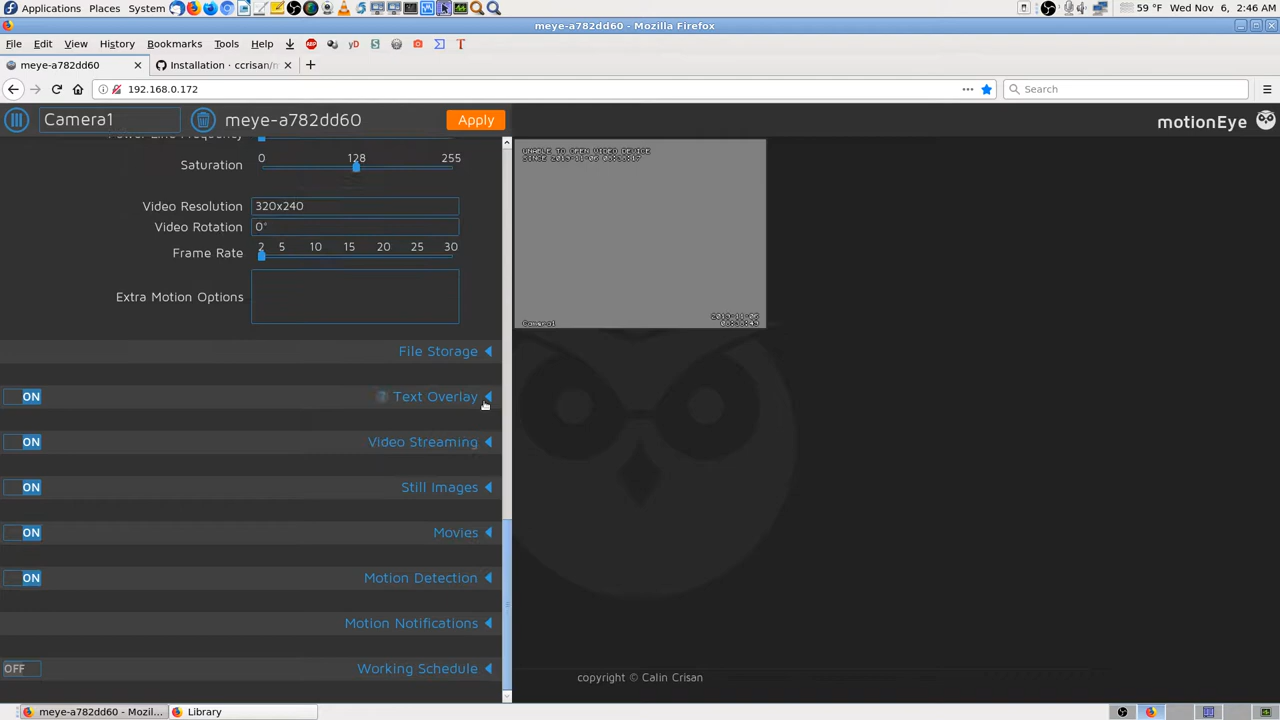 Applications Places System 59 °F Wed Nov 6, 2:46 AM
meye-a782dd60 - Mozilla Firefox
File Edit View History Bookmarks Tools Help
meye-a782dd60 Installation · ccrisan/m
192.168.0.172 Search
Camera1 meye-a782dd60 Apply motionEye
Power Line Frequency
Saturation 0 128 255
Video Resolution 320x240
Video Rotation 0°
Frame Rate 2 5 10 15 20 25 30
Extra Motion Options
UNABLE TO OPEN VIDEO DEVICE
Camera1
File Storage
ON Text Overlay
ON Video Streaming
ON Still Images
ON Movies
ON Motion Detection
Motion Notifications
OFF Working Schedule
copyright © Calin Crisan
meye-a782dd60 - Mozil... Library